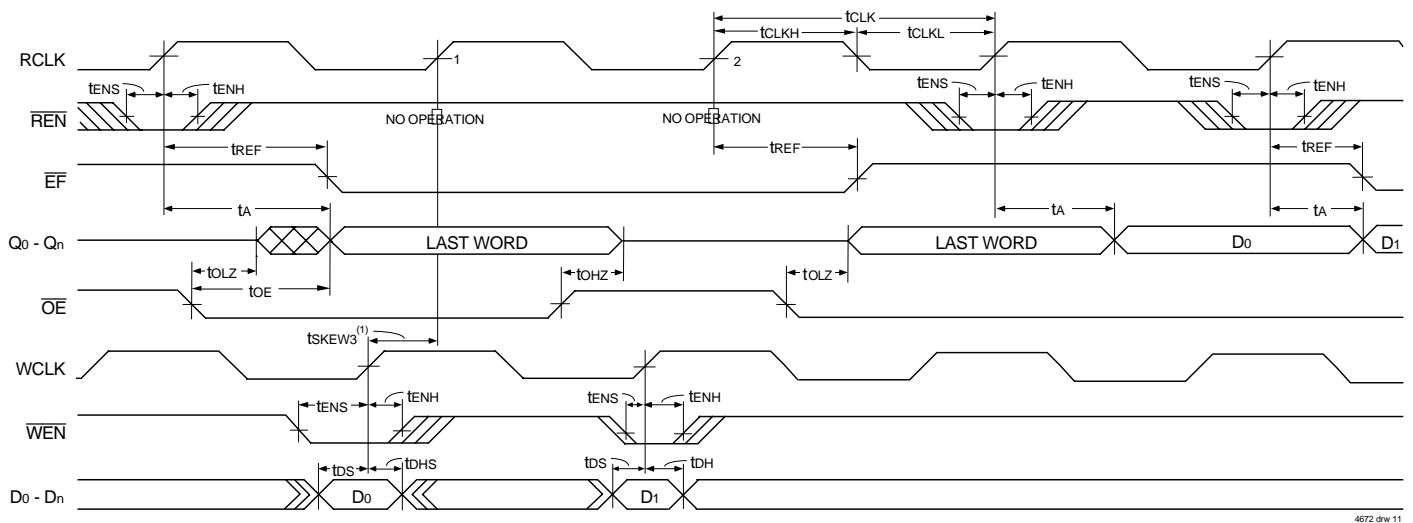 tCLK
tCLKH
tCLKL
RCLK
1
2
tENS
tENH
tENS
tENH
tENS
tENH
REN
NO OPERATION
NO OPERATION
tREF
tREF
tREF
EF
tA
tA
tA
Q0 - Qn
LAST WORD
LAST WORD
D0
D1
tOLZ
tOHZ
tOLZ
tOE
OE
tSKEW3(1)
WCLK
tENS
tENH
tENS
tENH
WEN
tDS
tDHS
tDS
tDH
D0 - Dn
D0
D1
4672 drw 11